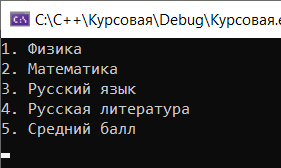 C:\C++\Курсовая\Debug\Курсовая.e
1. Физика
2. Математика
3. Русский язык
4. Русская литература
5. Средний балл